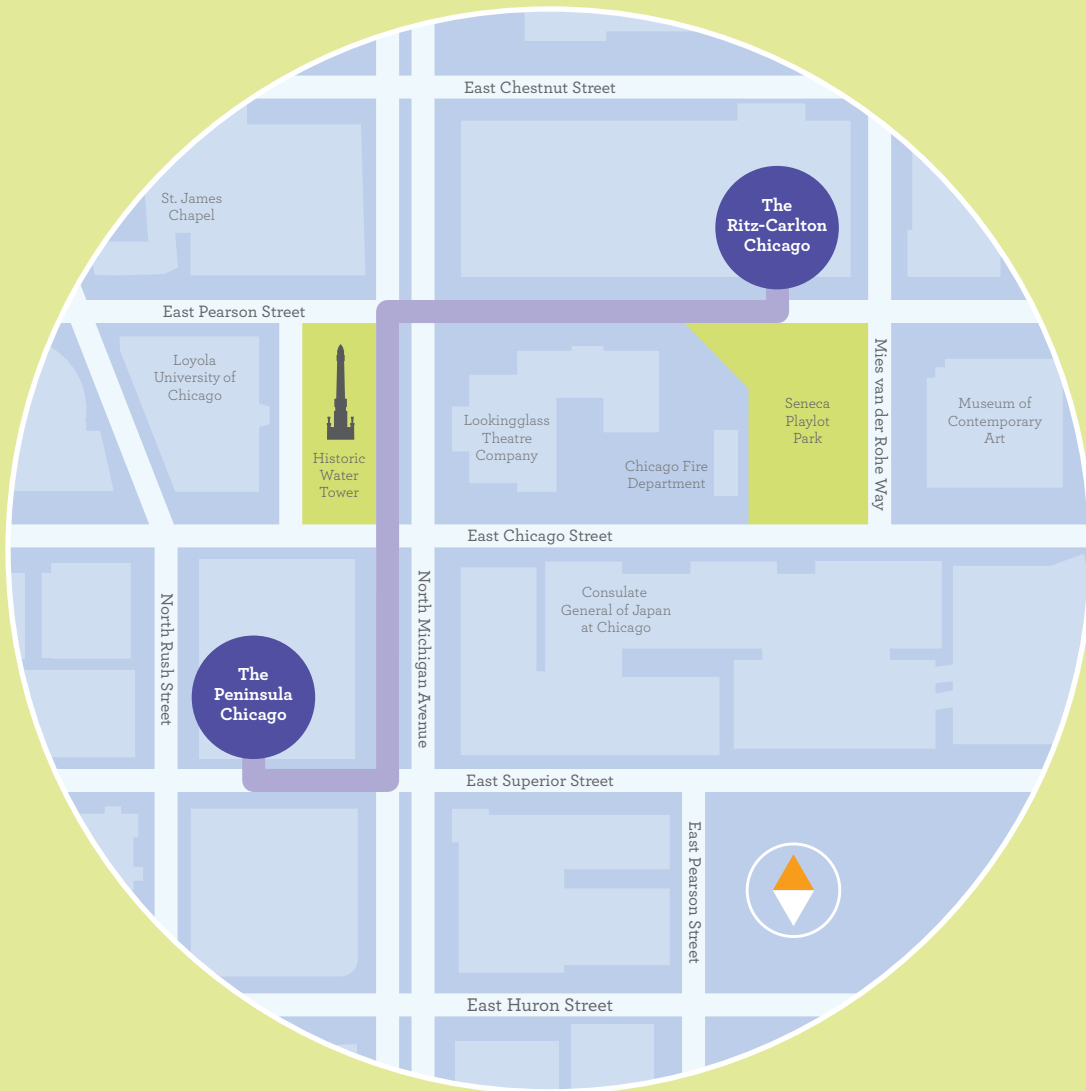 East Chestnut Street
St. James
Chapel
The
Ritz-Carlton
Chicago
East Pearson Street
Loyola
University of
Chicago
Historic
Water
Tower
Lookingglass
Theatre
Company
Chicago Fire
Department
Seneca
Playlot
Park
Mies van der Rohe Way
Museum of
Contemporary
Art
East Chicago Street
North Rush Street
The
Peninsula
Chicago
North Michigan Avenue
Consulate
General of Japan
at Chicago
East Superior Street
East Pearson Street
East Huron Street